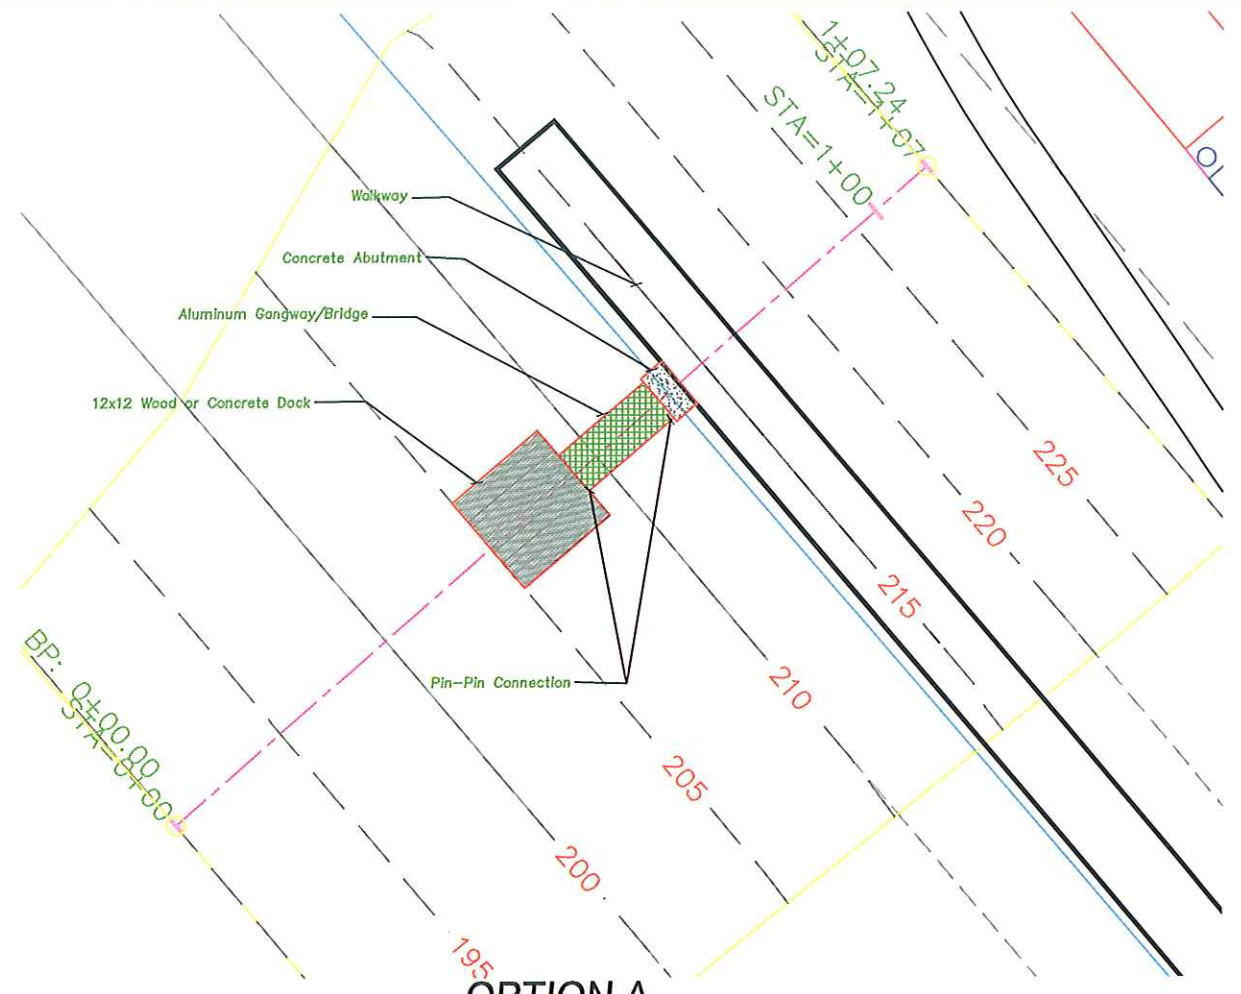 1+07.24
STA=1+07
STA=1+00
Walkway
Concrete Abutment
Aluminum Gangway/Bridge
12x12 Wood or Concrete Dock
225
220
215
Pin-Pin Connection
210
BP: 0+00.00
STA=0+00
205
200
195
OPTION A